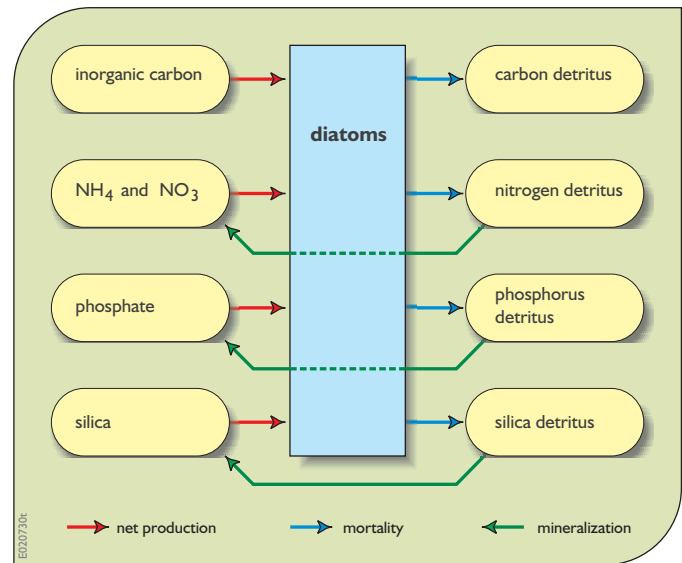 inorganic carbon
carbon detritus
diatoms
NH₄ and NO₃
nitrogen detritus
phosphate
phosphorus
detritus
silica
silica detritus
net production
mortality
mineralization
E020730t